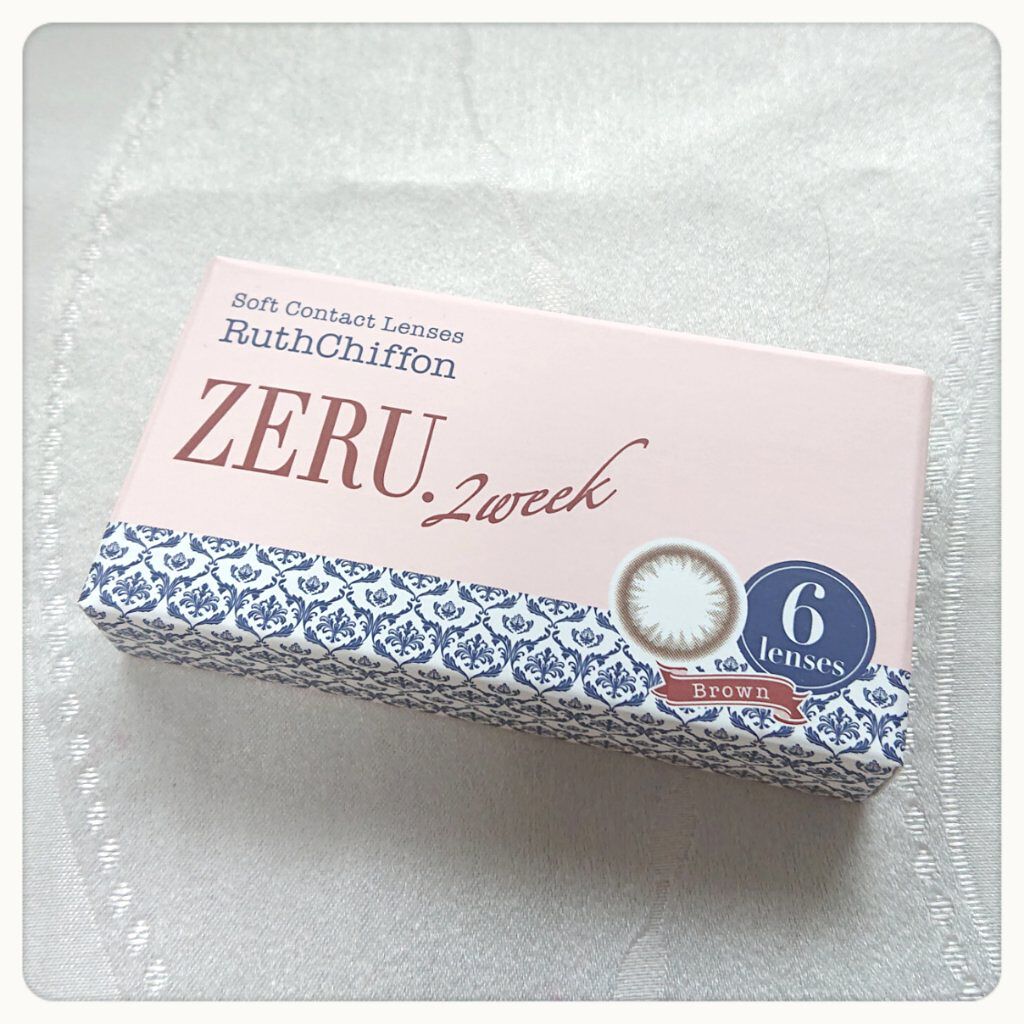 Soft Contact Lenses
RuthChiffon
ZERU. 2week
6
lenses
Brown